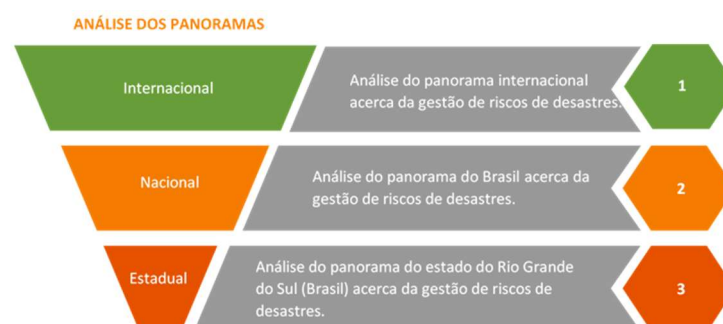 ANÁLISE DOS PANORAMAS
Internacional
Análise do panorama internacional
acerca da gestão de riscos de desastres.
1
Nacional
Análise do panorama do Brasil acerca da
gestão de riscos de desastres.
2
Estadual
Análise do panorama do estado do Rio Grande
do Sul (Brasil) acerca da gestão de riscos de
desastres.
3